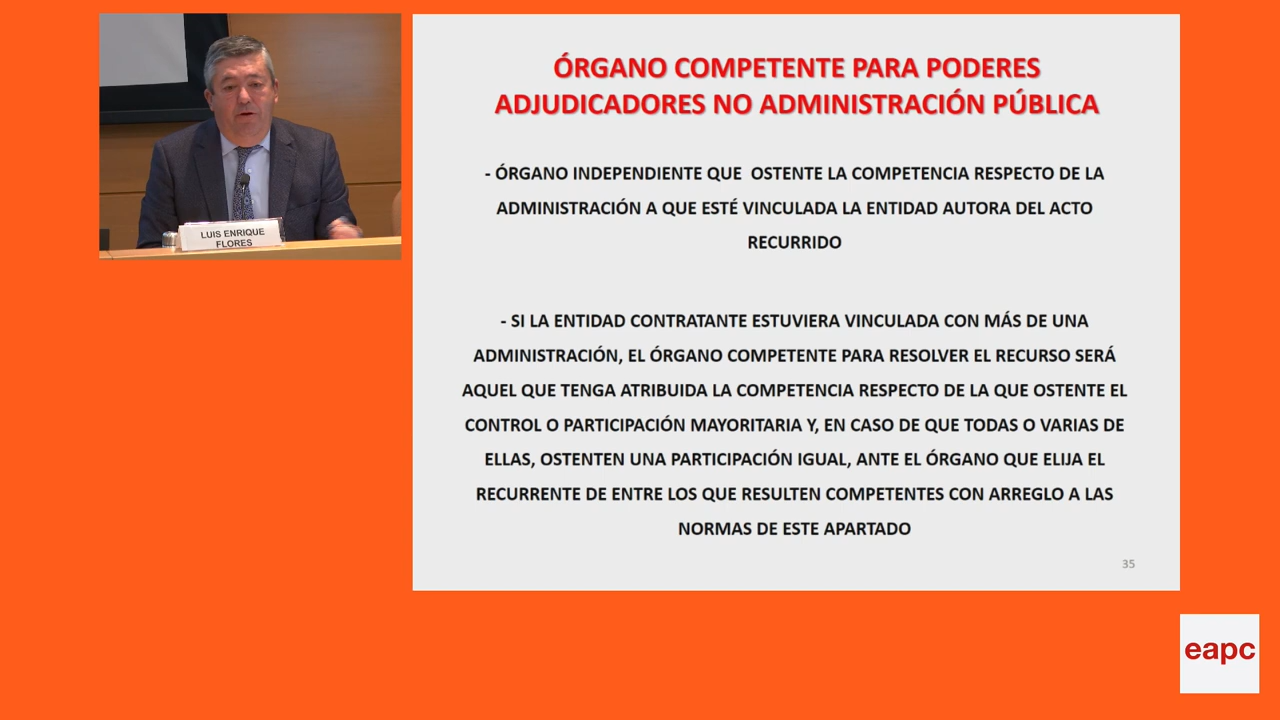 LUIS ENRIQUE
FLORES
ÓRGANO COMPETENTE PARA PODERES
ADJUDICADORES NO ADMINISTRACIÓN PÚBLICA
- ÓRGANO INDEPENDIENTE QUE OSTENTE LA COMPETENCIA RESPECTO DE LA
ADMINISTRACIÓN A QUE ESTÉ VINCULADA LA ENTIDAD AUTORA DEL ACTO
RECURRIDO
- SI LA ENTIDAD CONTRATANTE ESTUVIERA VINCULADA CON MÁS DE UNA
ADMINISTRACIÓN, EL ÓRGANO COMPETENTE PARA RESOLVER EL RECURSO SERÁ
AQUEL QUE TENGA ATRIBUIDA LA COMPETENCIA RESPECTO DE LA QUE OSTENTE EL
CONTROL O PARTICIPACIÓN MAYORITARIA Y, EN CASO DE QUE TODAS O VARIAS DE
ELLAS, OSTENTEN UNA PARTICIPACIÓN IGUAL, ANTE EL ÓRGANO QUE ELIJA EL
RECURRENTE DE ENTRE LOS QUE RESULTEN COMPETENTES CON ARREGLO A LAS
NORMAS DE ESTE APARTADO
35
eapc